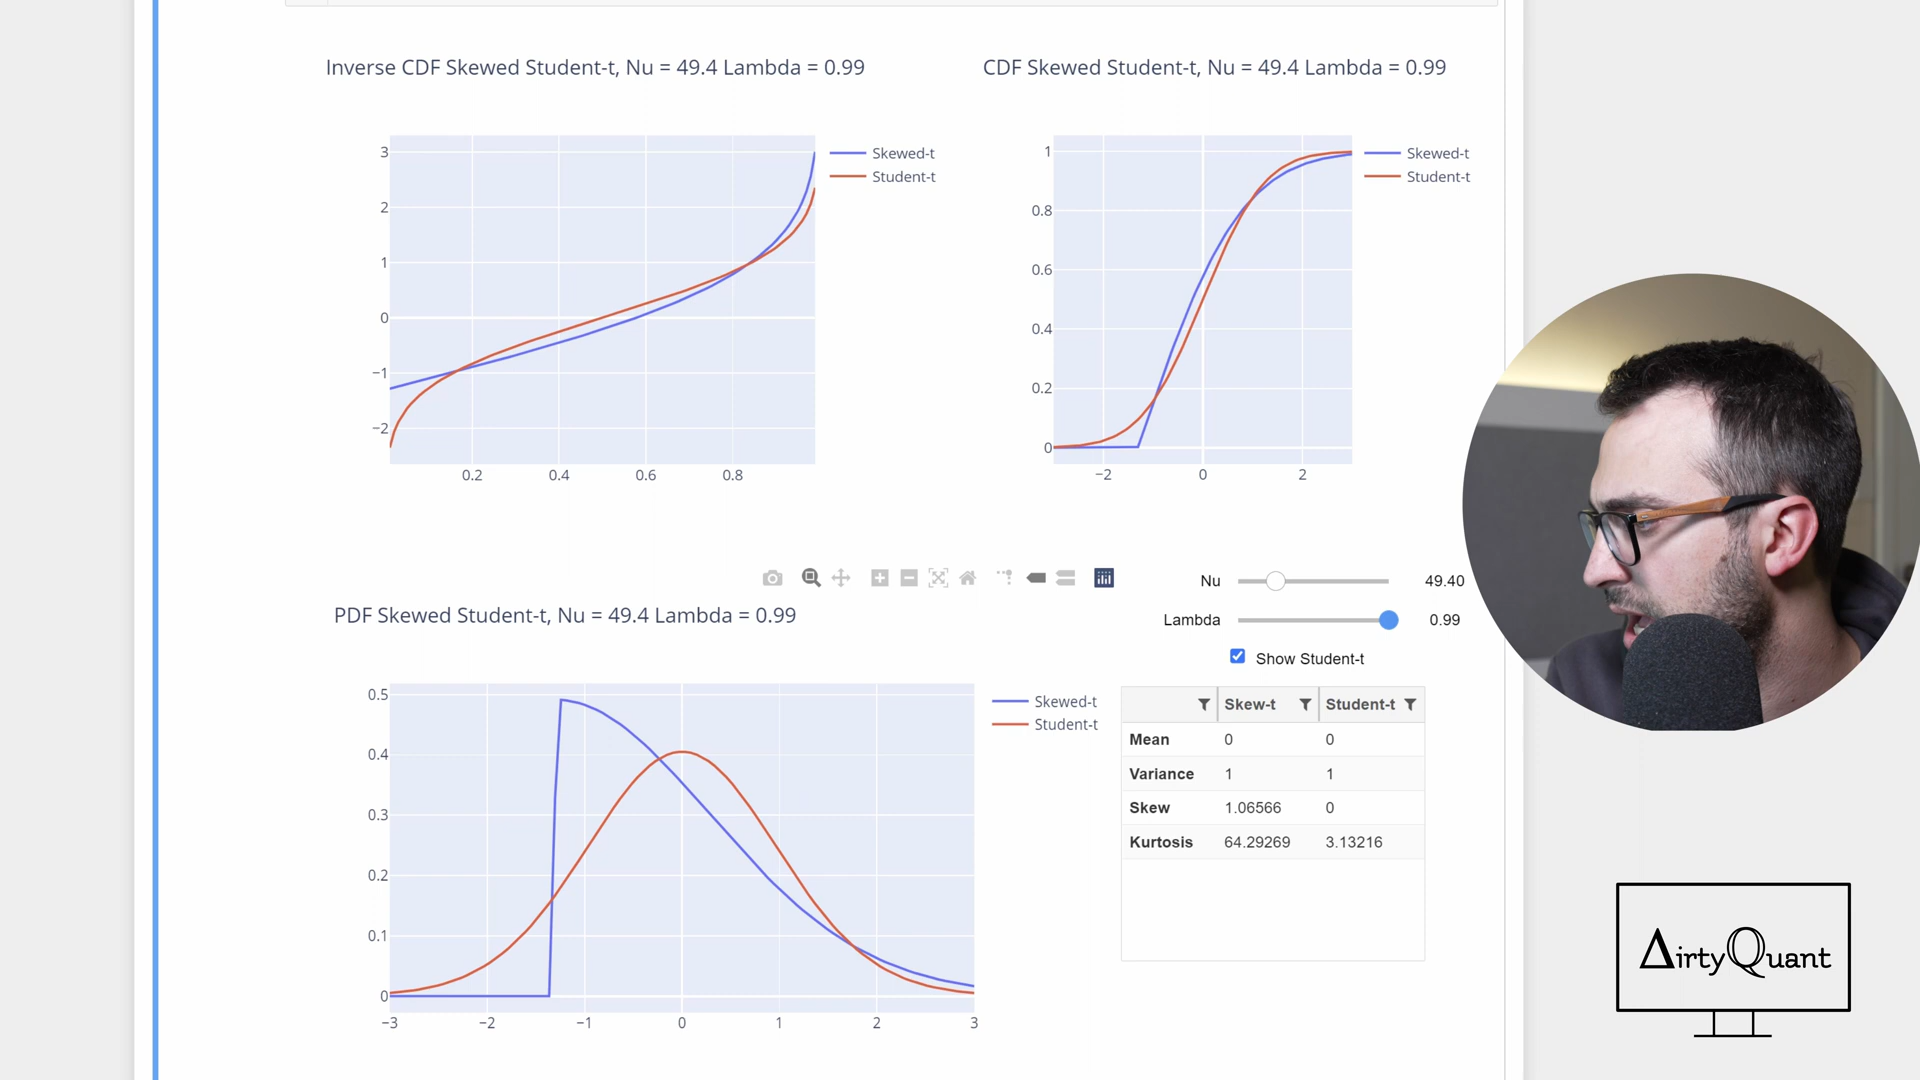 Inverse CDF Skewed Student-t, Nu = 49.4 Lambda = 0.99
3
2
1
0
−1
−2
0.2 0.4 0.6 0.8
Skewed-t
Student-t
CDF Skewed Student-t, Nu = 49.4 Lambda = 0.99
1
0.8
0.6
0.4
0.2
0
−2 0 2
Skewed-t
Student-t
Nu 49.40
Lambda 0.99
Show Student-t
PDF Skewed Student-t, Nu = 49.4 Lambda = 0.99
0.5
0.4
0.3
0.2
0.1
0
−3 −2 −1 0 1 2 3
Skewed-t
Student-t
Skew-t Student-t
Mean 0 0
Variance 1 1
Skew 1.06566 0
Kurtosis 64.29269 3.13216
ΔirtyQuant